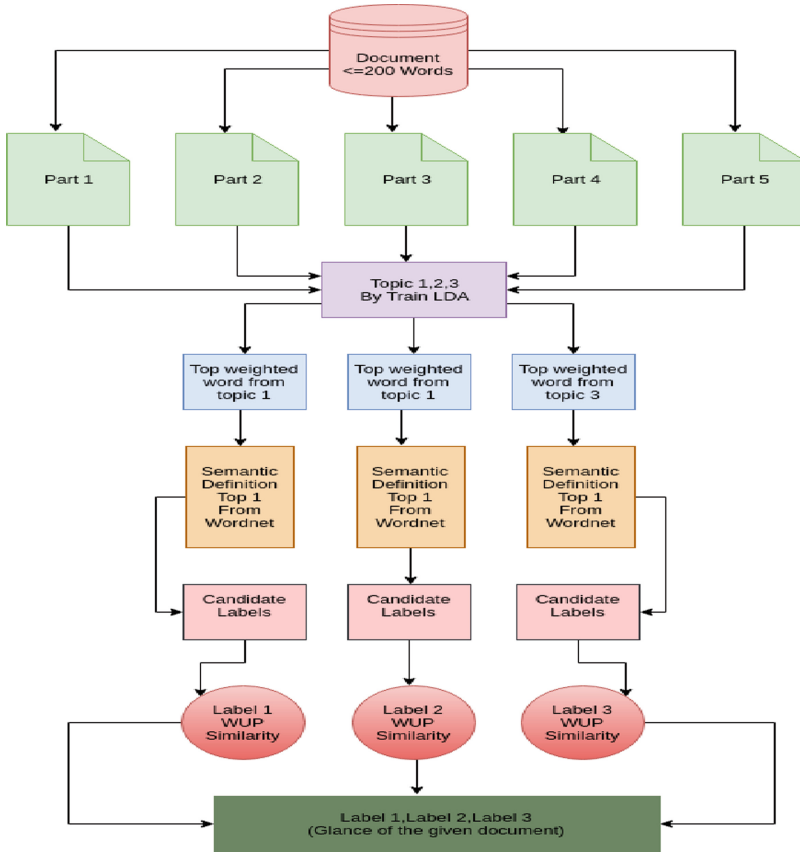 Document
<=200 Words
Part 1
Part 2
Part 3
Part 4
Part 5
Topic 1,2,3
By Train LDA
Top weighted
word from
topic 1
Top weighted
word from
topic 1
Top weighted
word from
topic 3
Semantic
Definition
Top 1
From
Wordnet
Semantic
Definition
Top 1
From
Wordnet
Semantic
Definition
Top 1
From
Wordnet
Candidate
Labels
Candidate
Labels
Candidate
Labels
Label 1
WUP
Similarity
Label 2
WUP
Similarity
Label 3
WUP
Similarity
Label 1,Label 2,Label 3
(Glance of the given document)